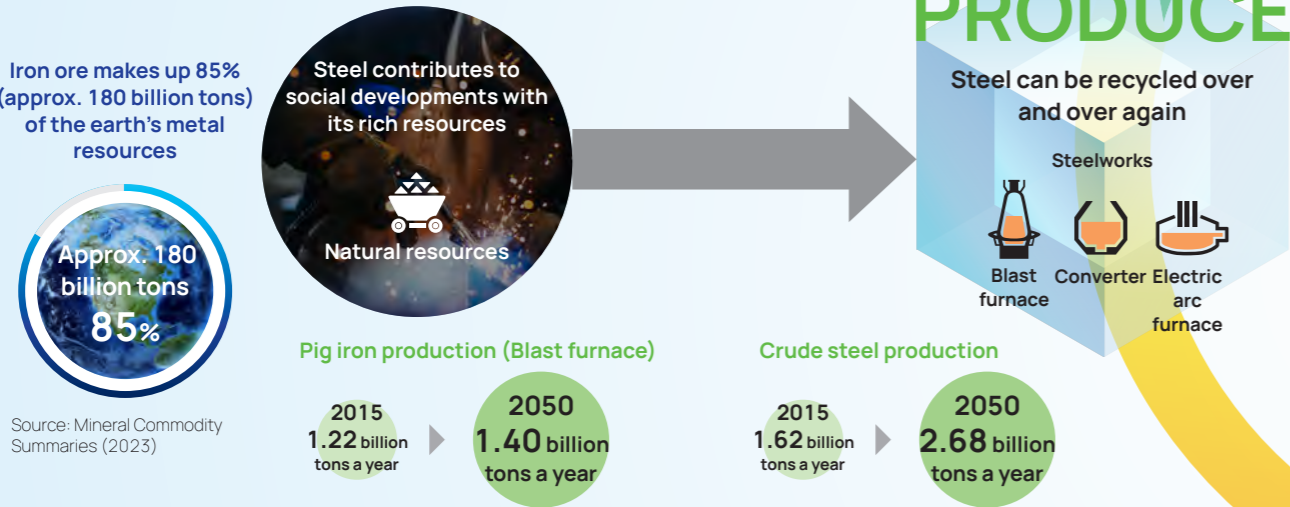 Iron ore makes up 85%
(approx. 180 billion tons)
of the earth's metal
resources
Approx. 180
billion tons
85%
Source: Mineral Commodity
Summaries (2023)
Steel contributes to
social developments with
its rich resources
Natural resources
PRODUCE
Steel can be recycled over
and over again
Steelworks
Blast
furnace
Converter
Electric
arc
furnace
Pig iron production (Blast furnace)
2015
1.22 billion
tons a year
2050
1.40 billion
tons a year
Crude steel production
2015
1.62 billion
tons a year
2050
2.68 billion
tons a year